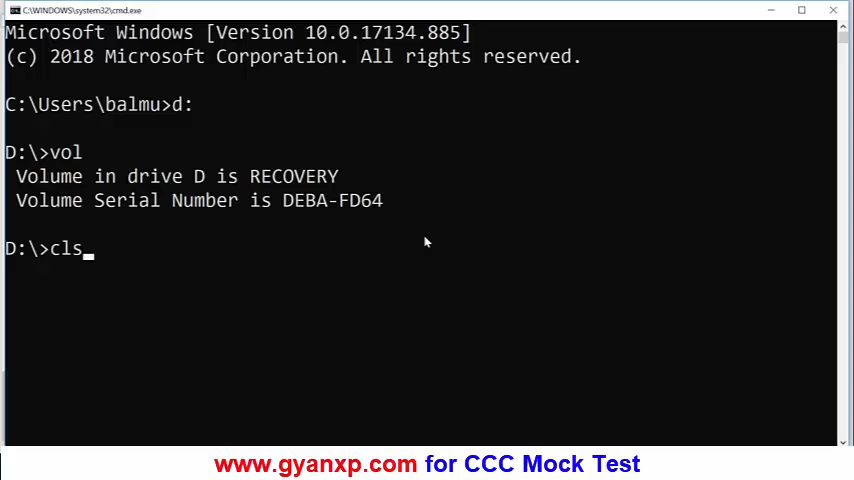 C:\WINDOWS\system32\cmd.exe
Microsoft Windows [Version 10.0.17134.885]
(c) 2018 Microsoft Corporation. All rights reserved.
C:\Users\balmu>d:
D:\>vol
Volume in drive D is RECOVERY
Volume Serial Number is DEBA-FD64
D:\>cls_
www.gyanxp.com for CCC Mock Test